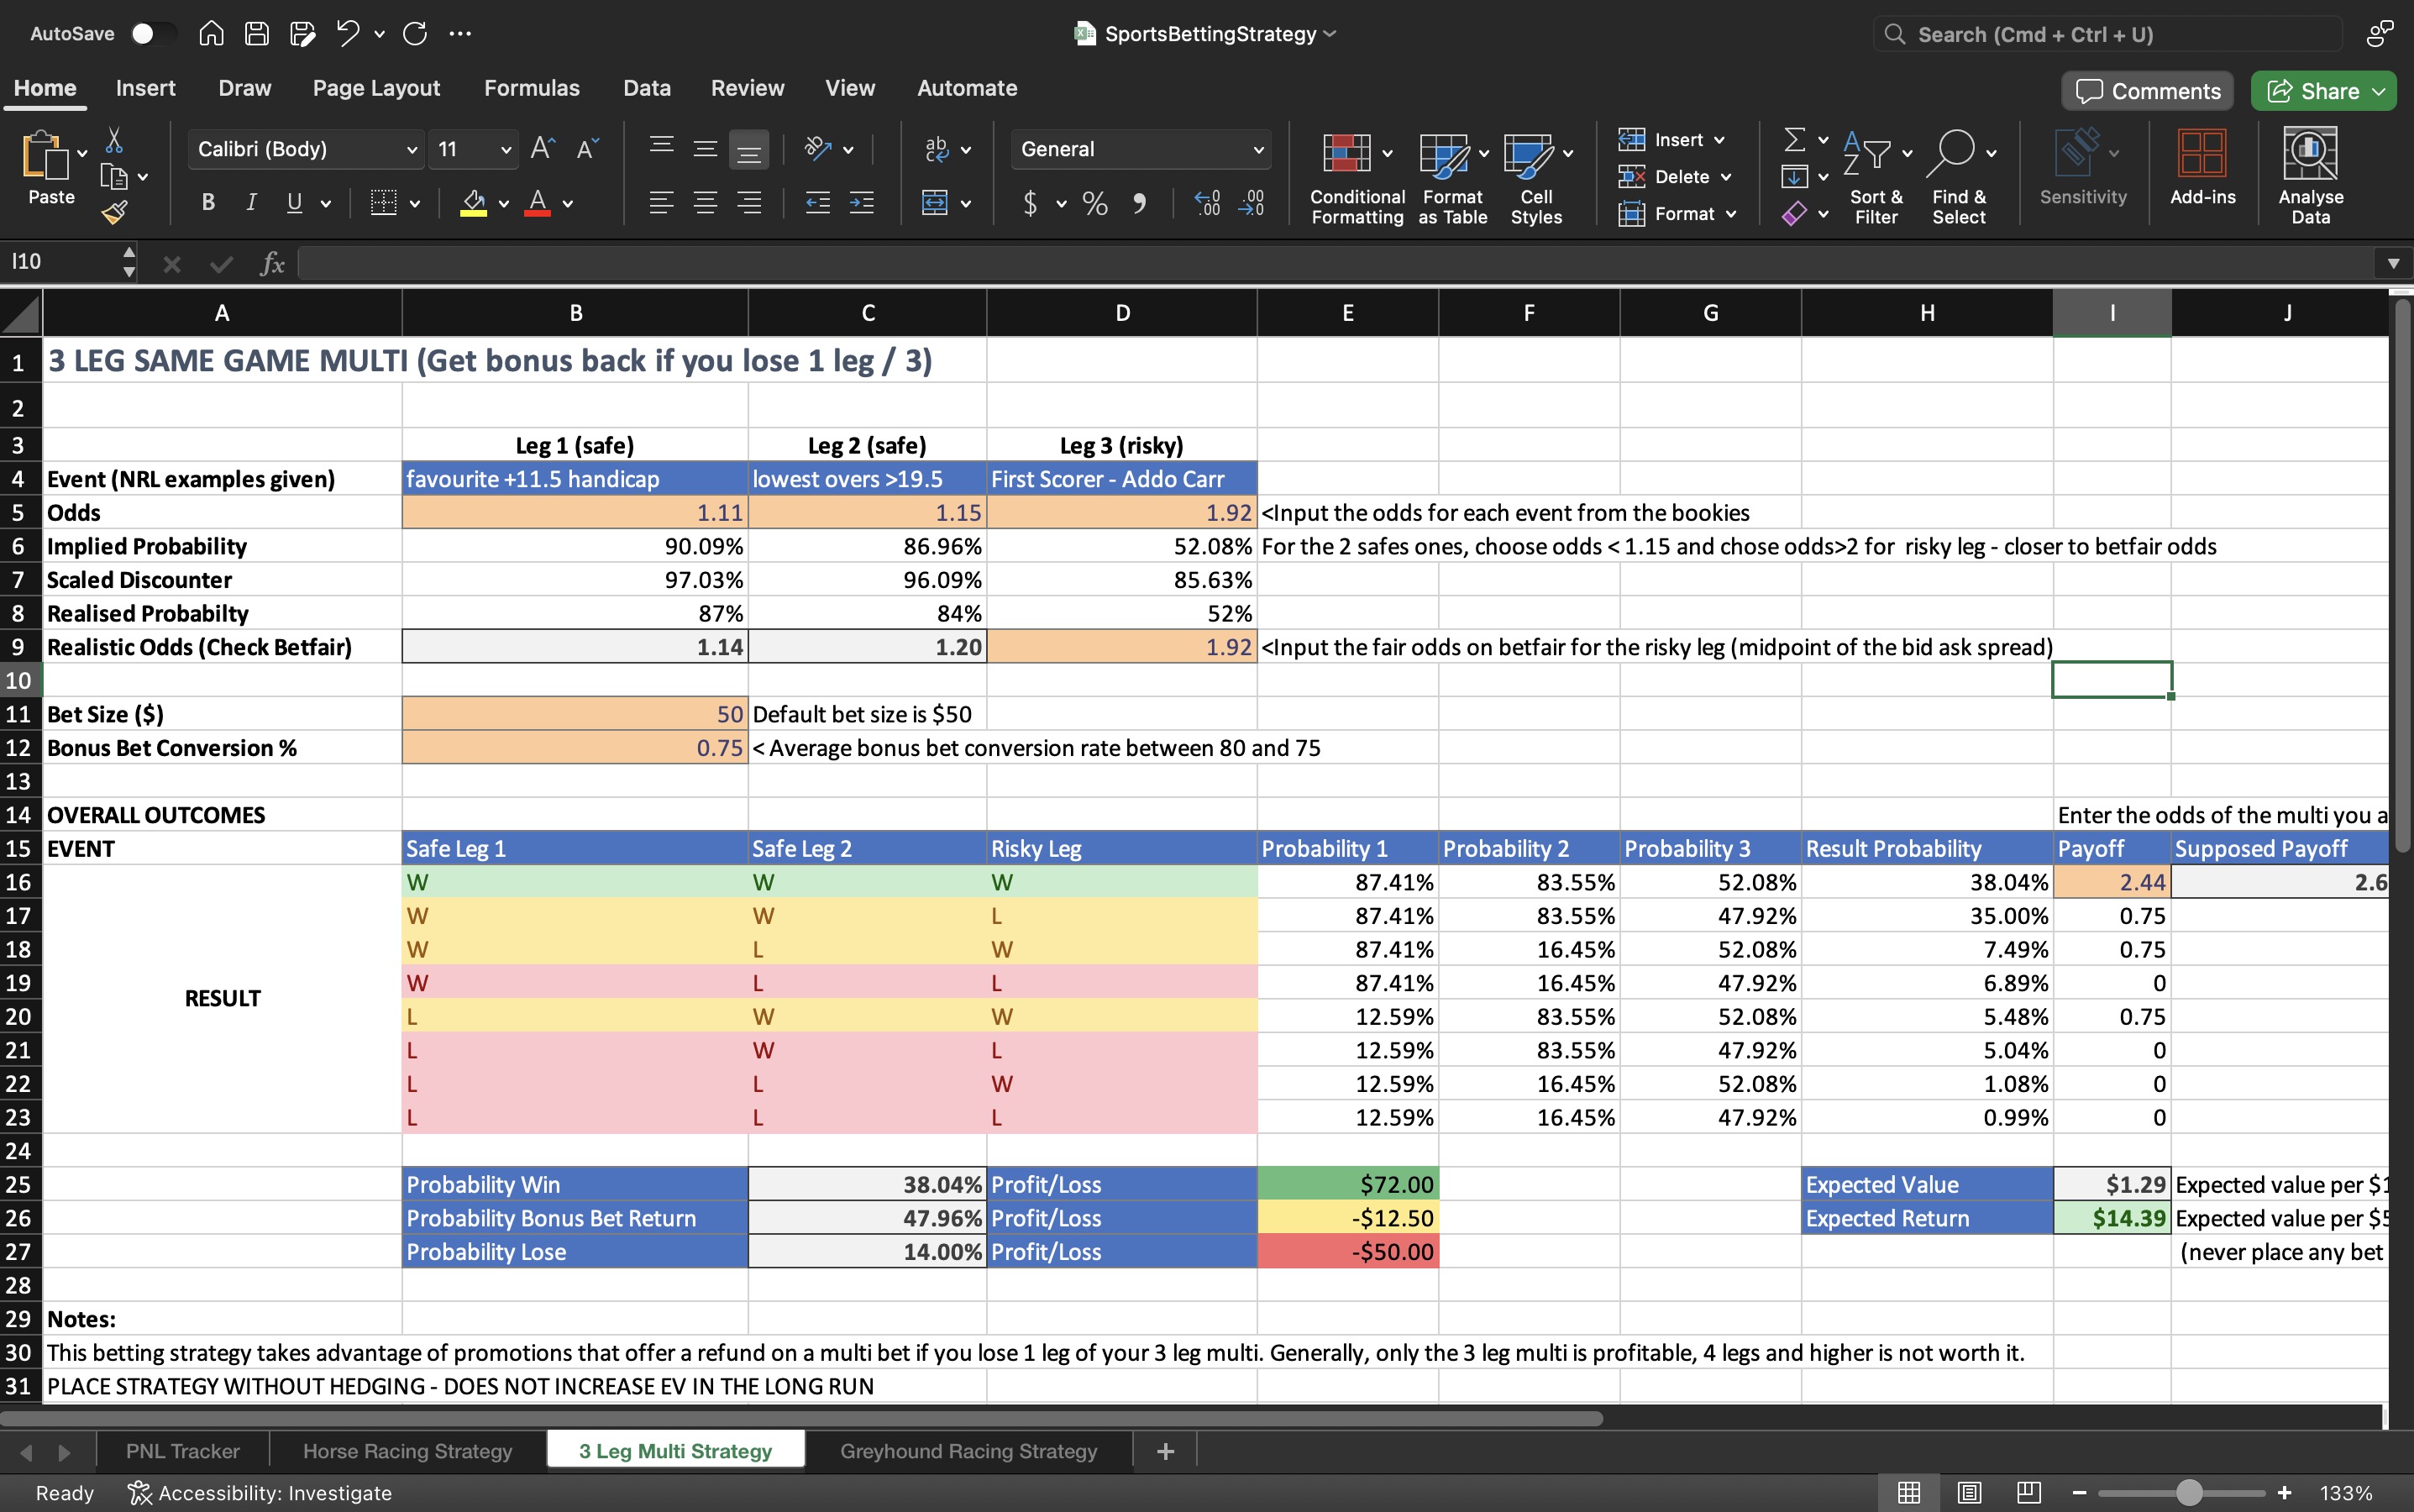 AutoSave SportsBettingStrategy Search (Cmd + Ctrl + U)
Home Insert Draw Page Layout Formulas Data Review View Automate Comments Share
Paste Calibri (Body) 11 General Conditional Formatting Format as Table Cell Styles Insert Delete Format Sort & Filter Find & Select Sensitivity Add-ins Analyse Data
I10 fx
A B C D E F G H I J
1 3 LEG SAME GAME MULTI (Get bonus back if you lose 1 leg / 3)
2
3 Leg 1 (safe) Leg 2 (safe) Leg 3 (risky)
4 Event (NRL examples given) favourite +11.5 handicap lowest overs >19.5 First Scorer - Addo Carr
5 Odds 1.11 1.15 1.92 <Input the odds for each event from the bookies
6 Implied Probability 90.09% 86.96% 52.08% For the 2 safes ones, choose odds < 1.15 and chose odds>2 for risky leg - closer to betfair odds
7 Scaled Discounter 97.03% 96.09% 85.63%
8 Realised Probabilty 87% 84% 52%
9 Realistic Odds (Check Betfair) 1.14 1.20 1.92 <Input the fair odds on betfair for the risky leg (midpoint of the bid ask spread)
10
11 Bet Size ($) 50 Default bet size is $50
12 Bonus Bet Conversion % 0.75 < Average bonus bet conversion rate between 80 and 75
13
14 OVERALL OUTCOMES Enter the odds of the multi you a
15 EVENT Safe Leg 1 Safe Leg 2 Risky Leg Probability 1 Probability 2 Probability 3 Result Probability Payoff Supposed Payoff
16 W W W 87.41% 83.55% 52.08% 38.04% 2.44 2.6
17 W W L 87.41% 83.55% 47.92% 35.00% 0.75
18 W L W 87.41% 16.45% 52.08% 7.49% 0.75
19 W L L 87.41% 16.45% 47.92% 6.89% 0
RESULT
20 L W W 12.59% 83.55% 52.08% 5.48% 0.75
21 L W L 12.59% 83.55% 47.92% 5.04% 0
22 L L W 12.59% 16.45% 52.08% 1.08% 0
23 L L L 12.59% 16.45% 47.92% 0.99% 0
24
25 Probability Win 38.04% Profit/Loss $72.00 Expected Value $1.29 Expected value per $1
26 Probability Bonus Bet Return 47.96% Profit/Loss -$12.50 Expected Return $14.39 Expected value per $5
27 Probability Lose 14.00% Profit/Loss -$50.00 (never place any bet
28
29 Notes:
30 This betting strategy takes advantage of promotions that offer a refund on a multi bet if you lose 1 leg of your 3 leg multi. Generally, only the 3 leg multi is profitable, 4 legs and higher is not worth it.
31 PLACE STRATEGY WITHOUT HEDGING - DOES NOT INCREASE EV IN THE LONG RUN
PNL Tracker Horse Racing Strategy 3 Leg Multi Strategy Greyhound Racing Strategy
Ready Accessibility: Investigate 133%